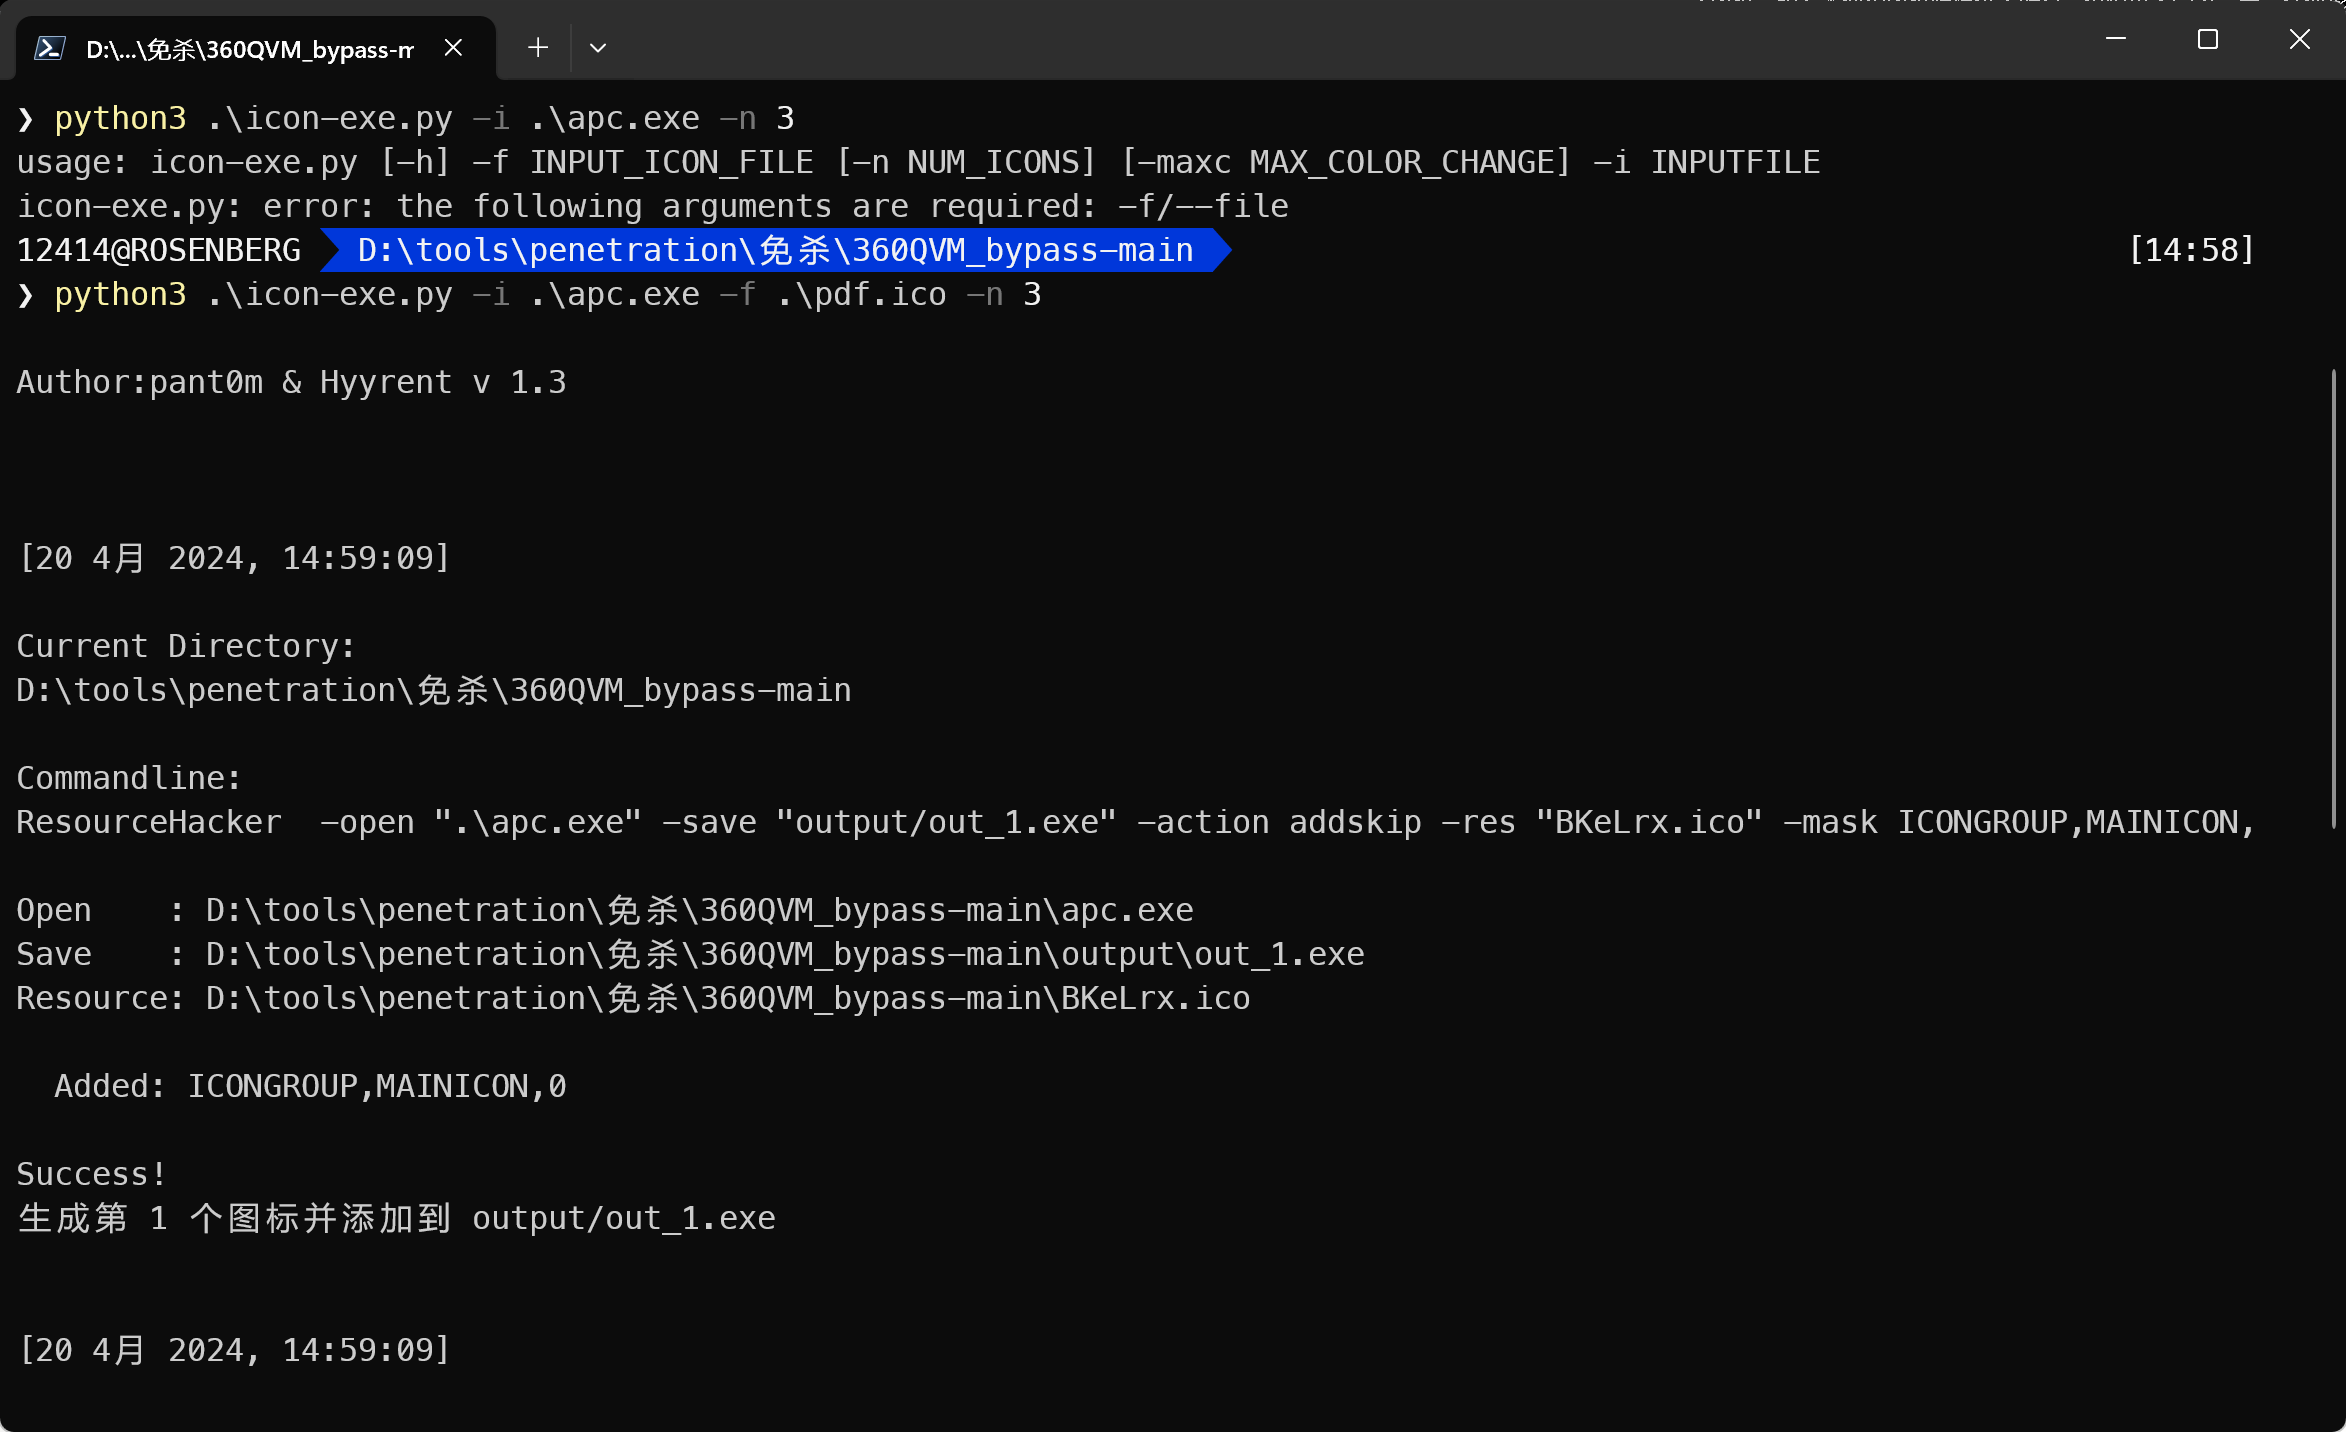 D:\...\免杀\360QVM_bypass-m
❯ python3 .\icon-exe.py -i .\apc.exe -n 3
usage: icon-exe.py [-h] -f INPUT_ICON_FILE [-n NUM_ICONS] [-maxc MAX_COLOR_CHANGE] -i INPUTFILE
icon-exe.py: error: the following arguments are required: -f/--file
12414@ROSENBERG D:\tools\penetration\免杀\360QVM_bypass-main [14:58]
❯ python3 .\icon-exe.py -i .\apc.exe -f .\pdf.ico -n 3
Author:pant0m & Hyyrent v 1.3
[20 4月 2024, 14:59:09]
Current Directory:
D:\tools\penetration\免杀\360QVM_bypass-main
Commandline:
ResourceHacker  -open ".\apc.exe" -save "output/out_1.exe" -action addskip -res "BKeLrx.ico" -mask ICONGROUP,MAINICON,
Open    : D:\tools\penetration\免杀\360QVM_bypass-main\apc.exe
Save    : D:\tools\penetration\免杀\360QVM_bypass-main\output\out_1.exe
Resource: D:\tools\penetration\免杀\360QVM_bypass-main\BKeLrx.ico
Added: ICONGROUP,MAINICON,0
Success!
生成第 1 个图标并添加到 output/out_1.exe
[20 4月 2024, 14:59:09]